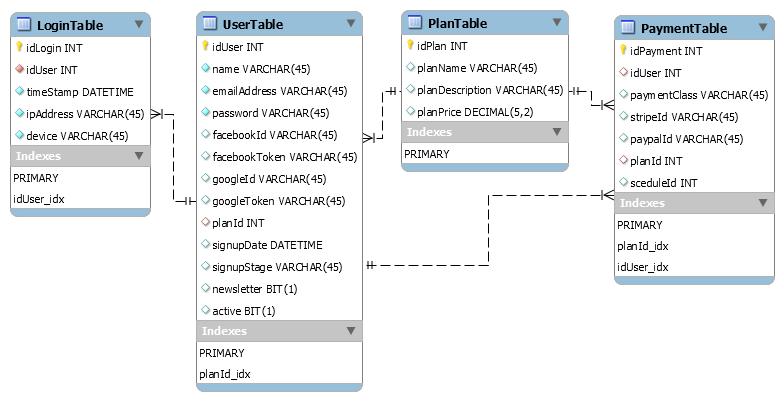 LoginTable
idLogin INT
idUser INT
timeStamp DATETIME
ipAddress VARCHAR(45)
device VARCHAR(45)
Indexes
PRIMARY
idUser_idx
UserTable
idUser INT
name VARCHAR(45)
emailAddress VARCHAR(45)
password VARCHAR(45)
facebookId VARCHAR(45)
facebookToken VARCHAR(45)
googleId VARCHAR(45)
googleToken VARCHAR(45)
planId INT
signupDate DATETIME
signupStage VARCHAR(45)
newsletter BIT(1)
active BIT(1)
Indexes
PRIMARY
planId_idx
PlanTable
idPlan INT
planName VARCHAR(45)
planDescription VARCHAR(45)
planPrice DECIMAL(5,2)
Indexes
PRIMARY
PaymentTable
idPayment INT
idUser INT
paymentClass VARCHAR(45)
stripeId VARCHAR(45)
paypalId VARCHAR(45)
planId INT
sceduleId INT
Indexes
PRIMARY
planId_idx
idUser_idx